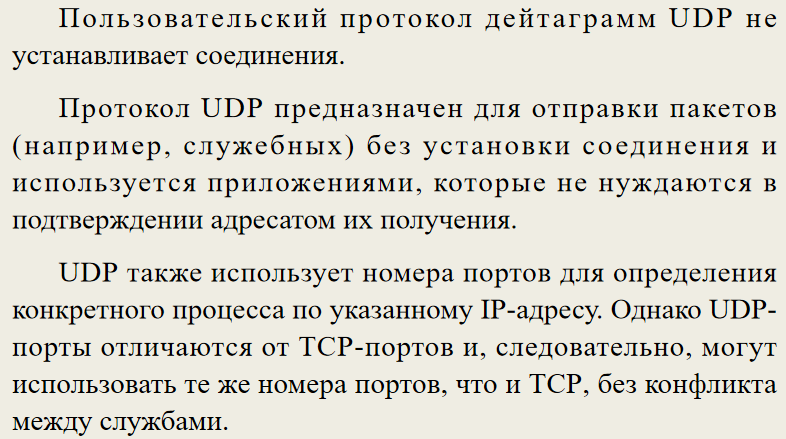 Пользовательский протокол дейтаграмм UDP не
устанавливает соединения.
Протокол UDP предназначен для отправки пакетов
(например, служебных) без установки соединения и
используется приложениями, которые не нуждаются в
подтверждении адресатом их получения.
UDP также использует номера портов для определения
конкретного процесса по указанному IP-адресу. Однако UDP-
порты отличаются от TCP-портов и, следовательно, могут
использовать те же номера портов, что и TCP, без конфликта
между службами.